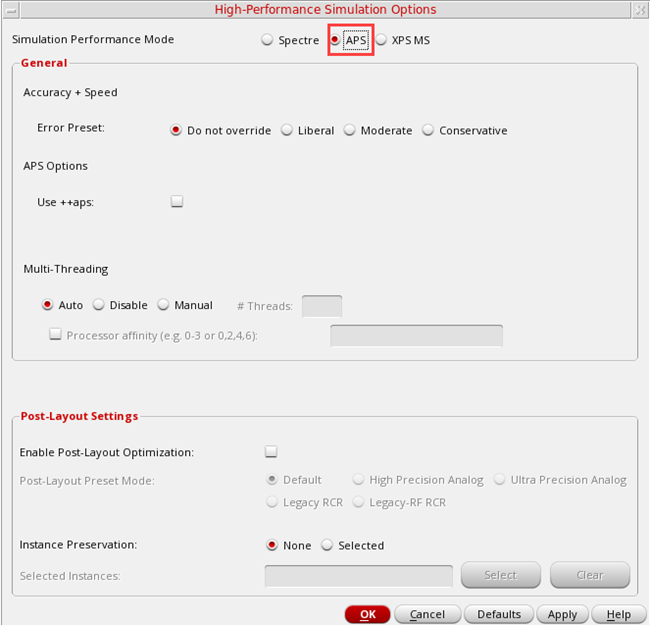 High-Performance Simulation Options
Simulation Performance Mode Spectre APS XPS MS
General
Accuracy + Speed
Error Preset: Do not override Liberal Moderate Conservative
APS Options
Use ++aps:
Multi-Threading
Auto Disable Manual # Threads:
Processor affinity (e.g. 0-3 or 0,2,4,6):
Post-Layout Settings
Enable Post-Layout Optimization:
Post-Layout Preset Mode: Default High Precision Analog Ultra Precision Analog
Legacy RCR Legacy-RF RCR
Instance Preservation: None Selected
Selected Instances: Select Clear
OK Cancel Defaults Apply Help